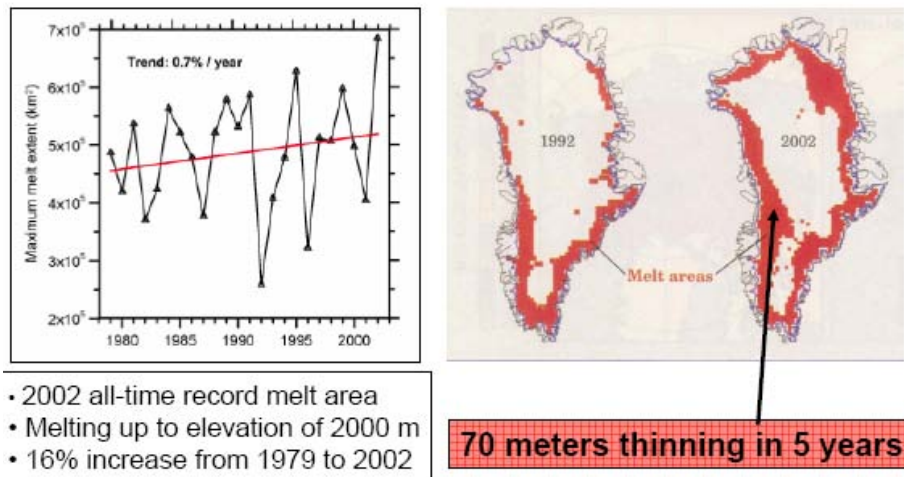 7x10⁵
6x10⁵
5x10⁵
4x10⁵
3x10⁵
2x10⁵
Maximum melt extent (km²)
Trend: 0.7% / year
1980
1985
1990
1995
2000
1992
2002
Melt areas
• 2002 all-time record melt area
• Melting up to elevation of 2000 m
• 16% increase from 1979 to 2002
70 meters thinning in 5 years